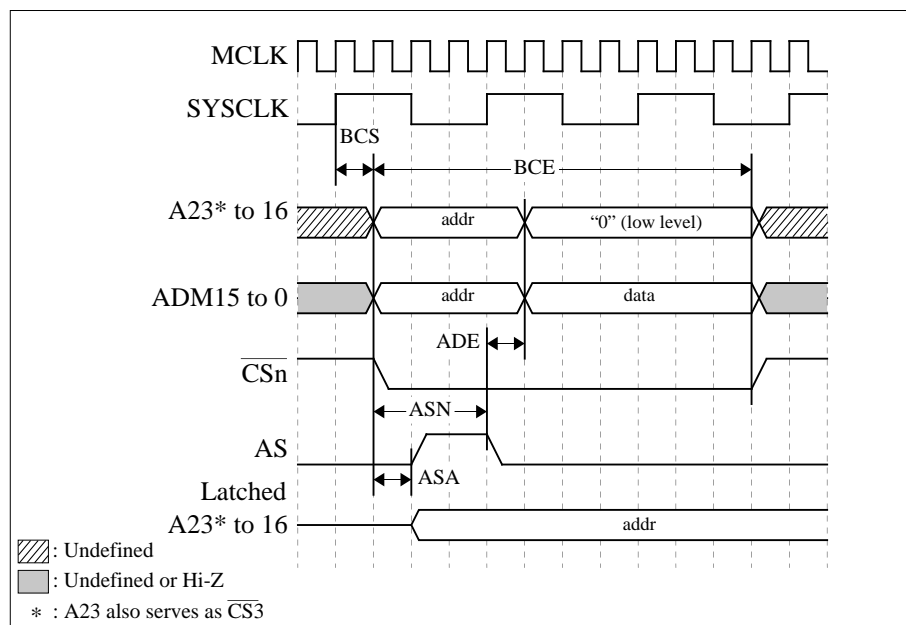 MCLK
SYSCLK
BCS
BCE
A23* to 16
addr
“0” (low level)
ADM15 to 0
addr
data
ADE
CSn
ASN
AS
ASA
Latched
A23* to 16
addr
: Undefined
: Undefined or Hi-Z
* : A23 also serves as CS3